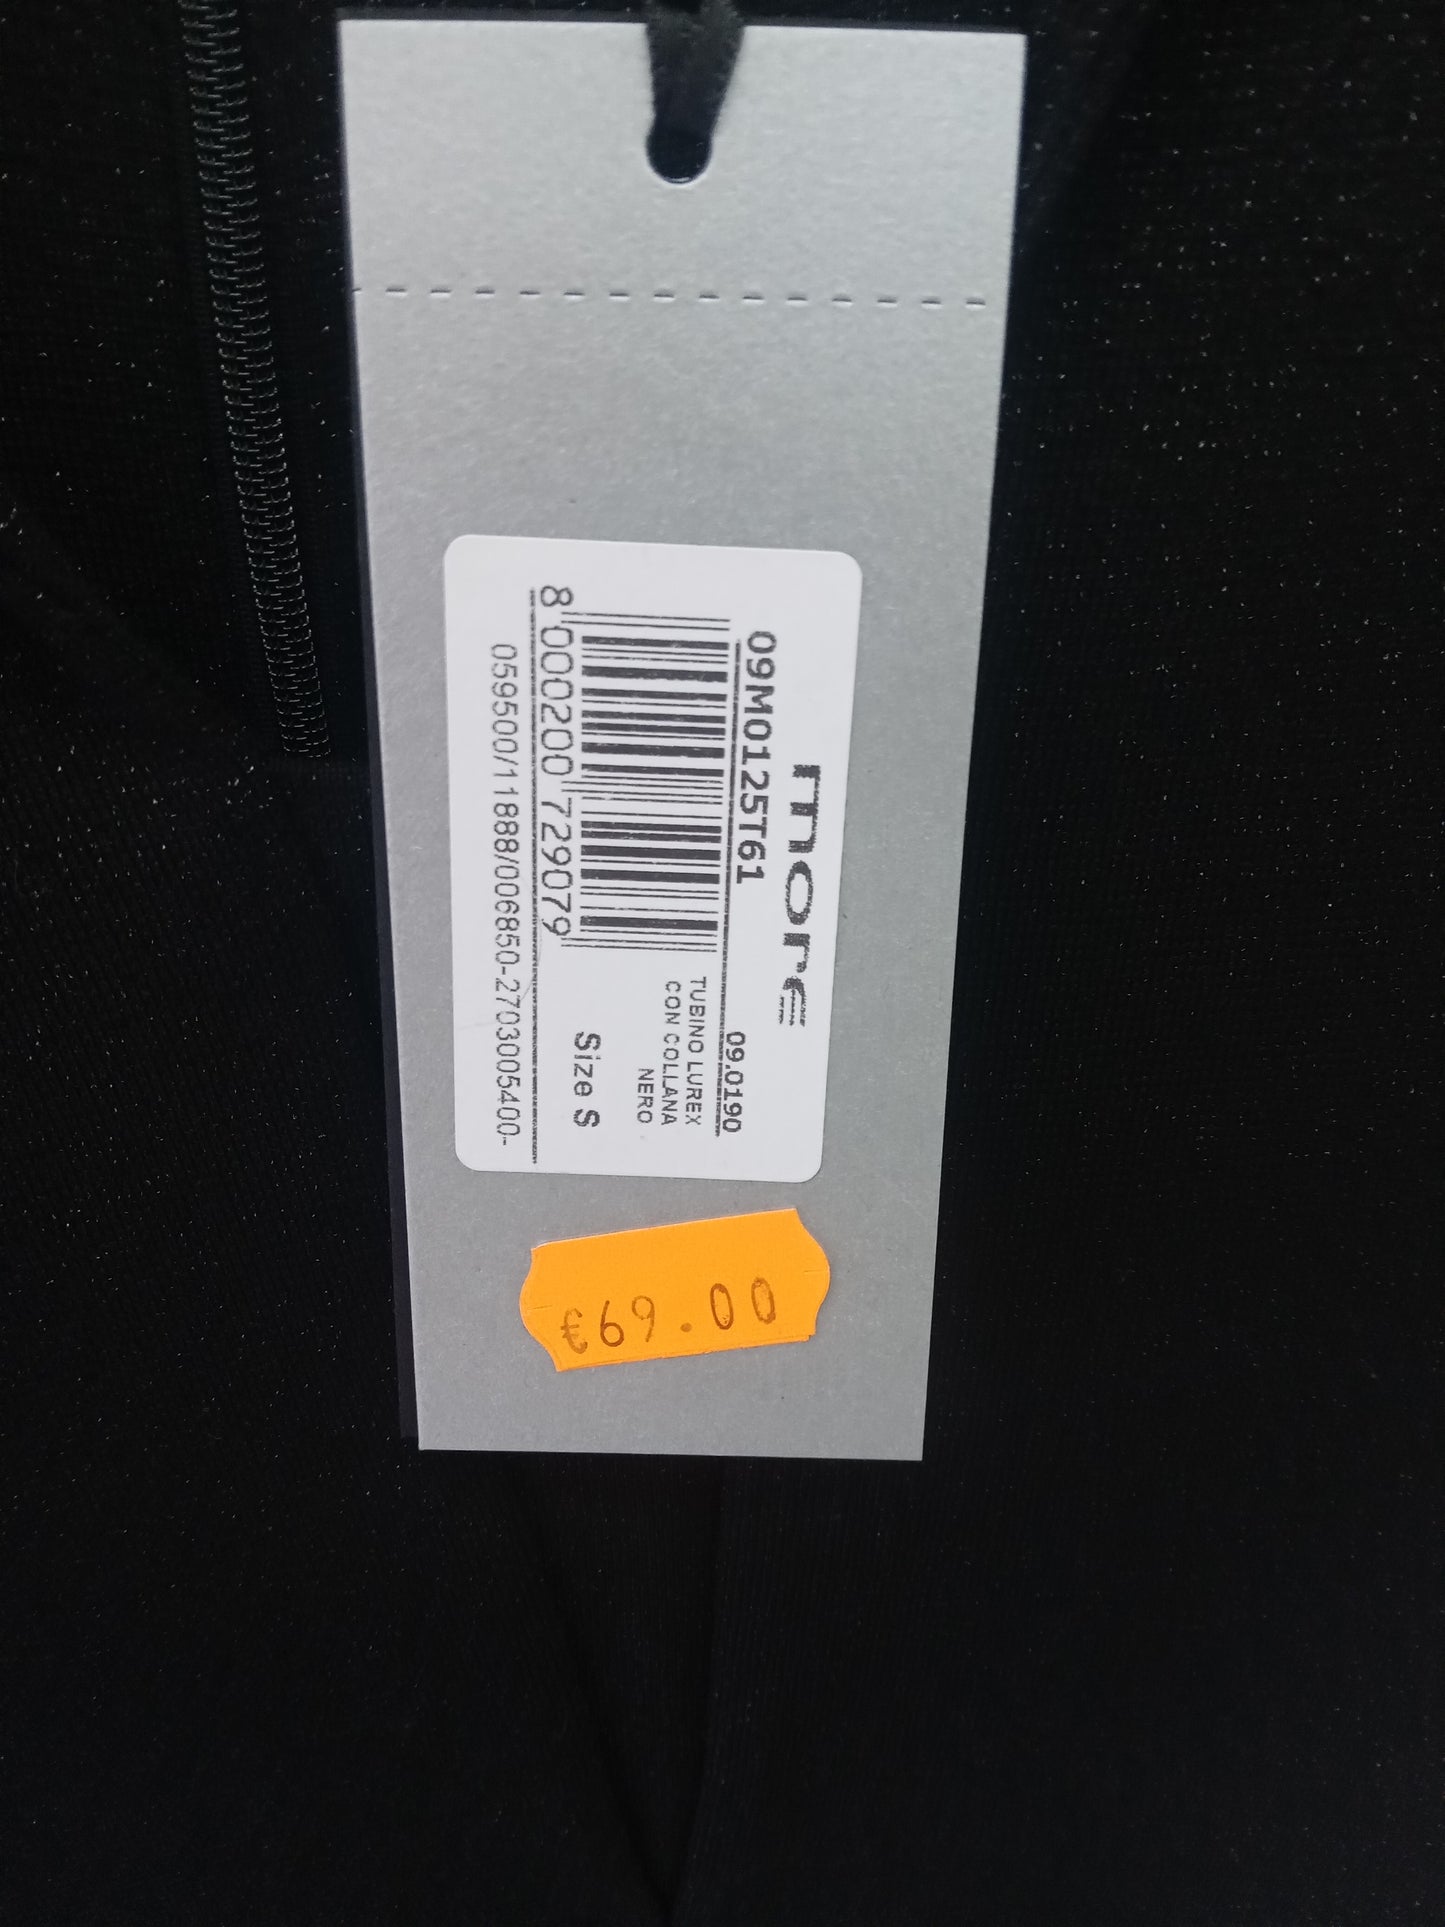 more
09M0125T61
09.0190
TUBINO LUREX
CON COLLANA
NERO
8 000200 729079
Size S
059500/11888/006850-2703005400-
€69.00